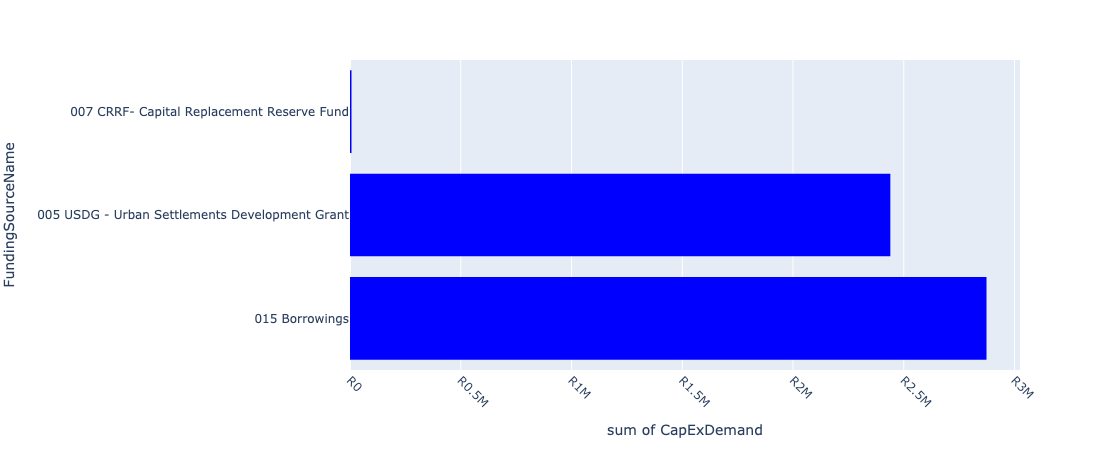 007 CRRF- Capital Replacement Reserve Fund
005 USDG - Urban Settlements Development Grant
015 Borrowings
FundingSourceName
R0
R0.5M
R1M
R1.5M
R2M
R2.5M
R3M
sum of CapExDemand